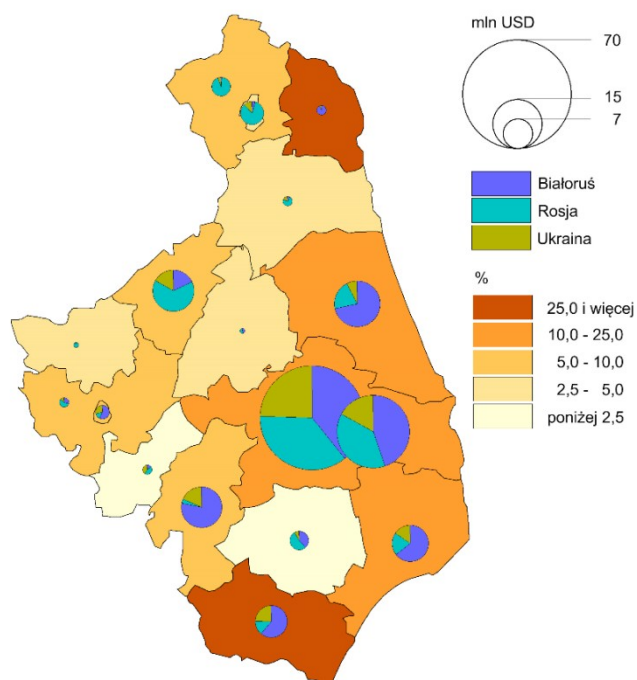 mln USD
70
15
7
Białoruś
Rosja
Ukraina
%
25,0 i więcej
10,0 - 25,0
5,0 - 10,0
2,5 - 5,0
poniżej 2,5